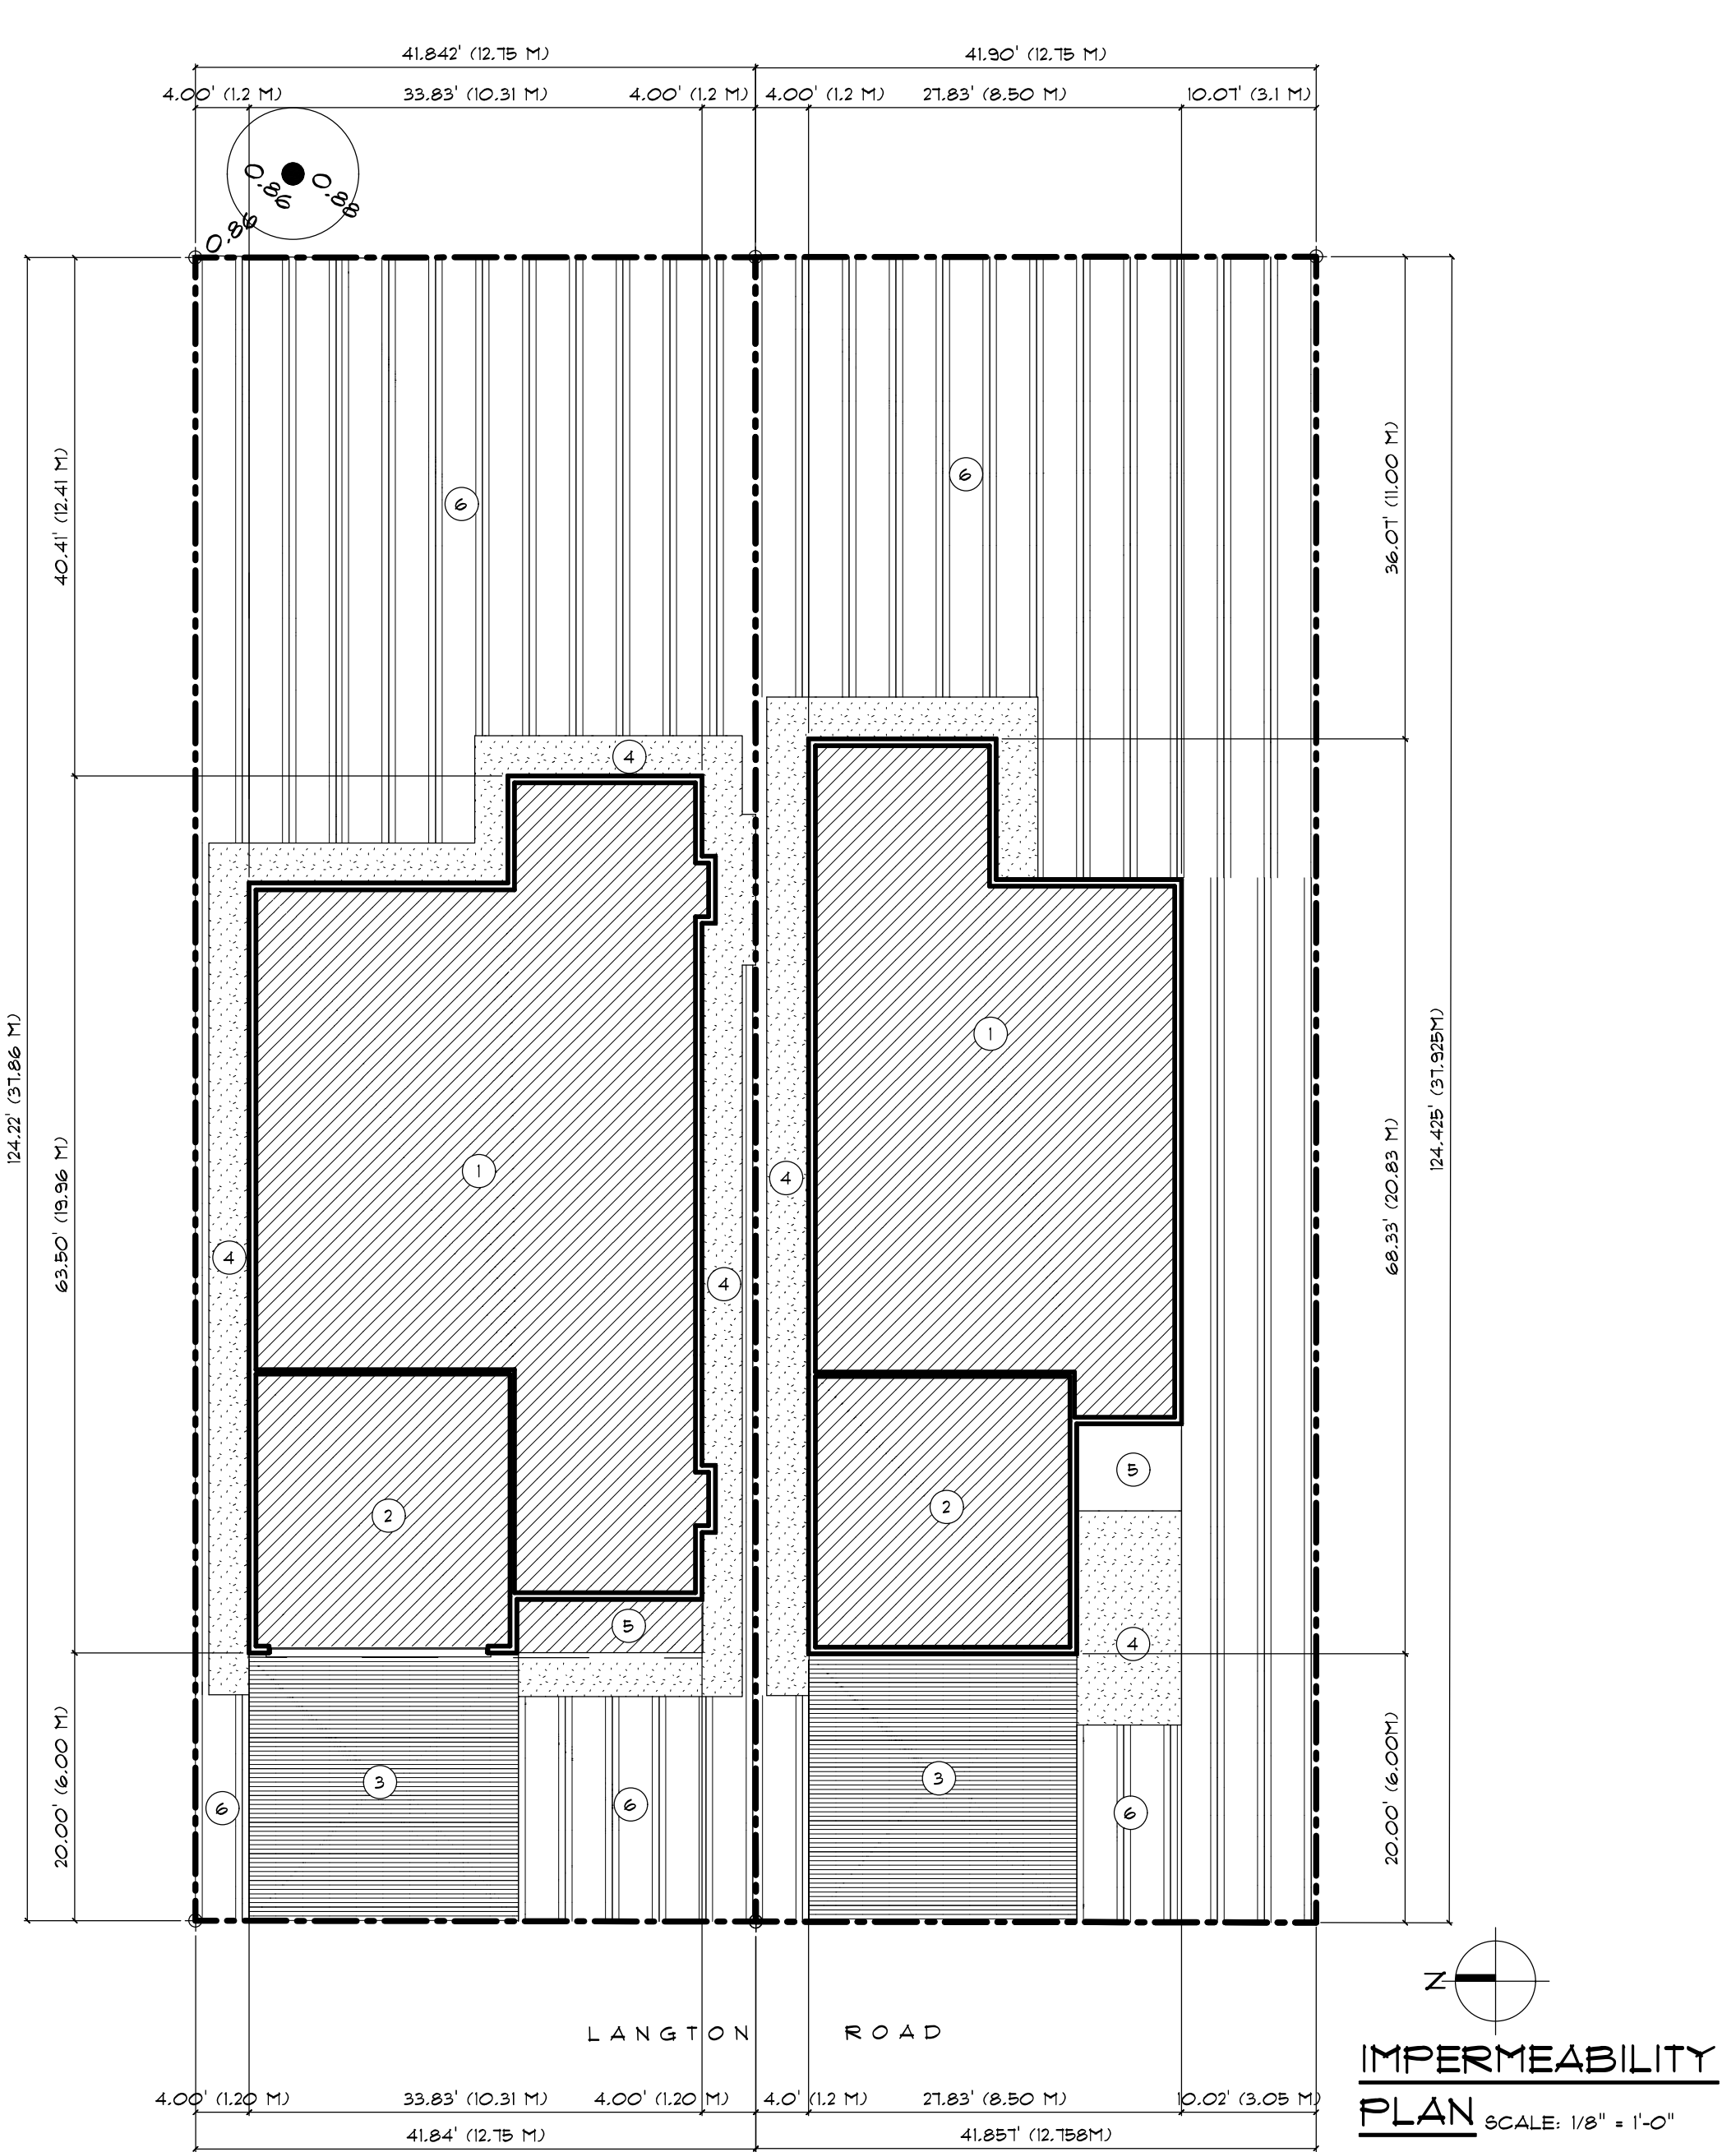 41.842' (12.75 M)
41.90' (12.75 M)
4.00' (1.2 M)
33.83' (10.31 M)
4.00' (1.2 M)
4.00' (1.2 M)
27.83' (8.50 M)
10.07' (3.1 M)
0.86
0.88
0.86
40.41' (12.41 M)
36.07' (11.00 M)
6
6
4
1
124.22' (37.86 M)
63.50' (19.96 M)
124.425' (37.925M)
68.33' (20.83 M)
1
4
4
4
5
2
2
5
4
20.00' (6.00 M)
20.00' (6.00M)
3
3
6
6
6
N
LANGTON ROAD
IMPERMEABILITY
PLAN SCALE: 1/8" = 1'-0"
4.00' (1.20 M)
33.83' (10.31 M)
4.00' (1.20 M)
4.0' (1.2 M)
27.83' (8.50 M)
10.02' (3.05 M)
41.84' (12.75 M)
41.857' (12.758M)